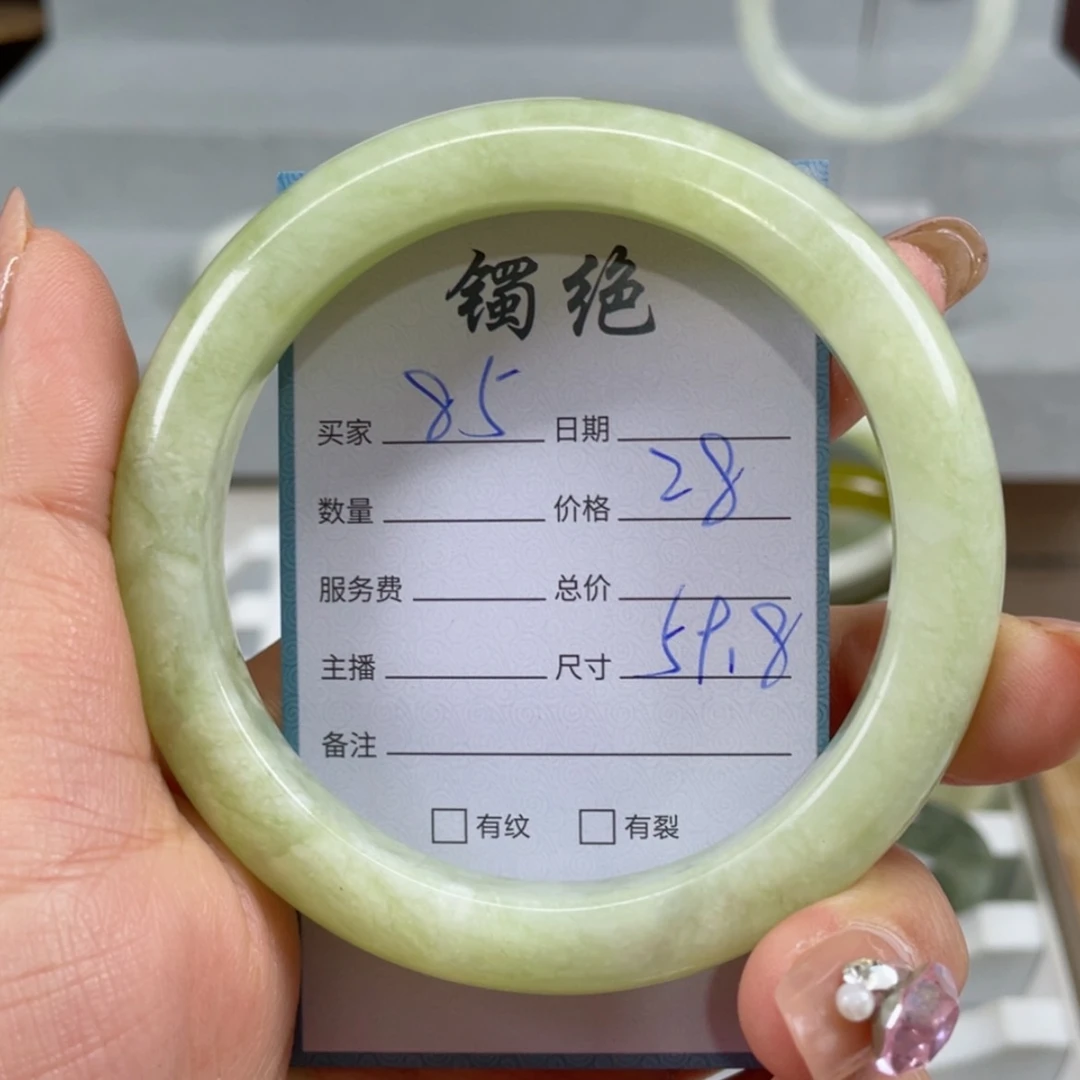 镯绝
买家 85 日期
数量 价格 28
服务费 总价
主播 尺寸 59.8
备注
有纹 有裂